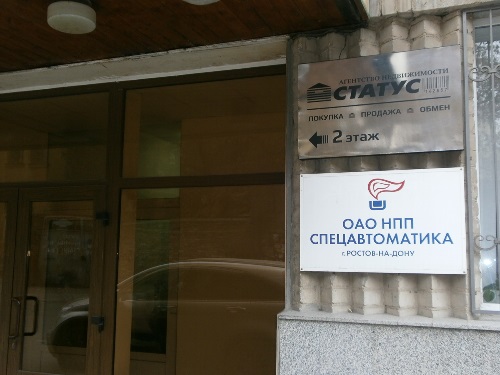 АГЕНТСТВО НЕДВИЖИМОСТИ
СТАТУС
ПОКУПКА ПРОДАЖА ОБМЕН
2 этаж
ОАО НПП
СПЕЦАВТОМАТИКА
г. РОСТОВ-НА-ДОНУ